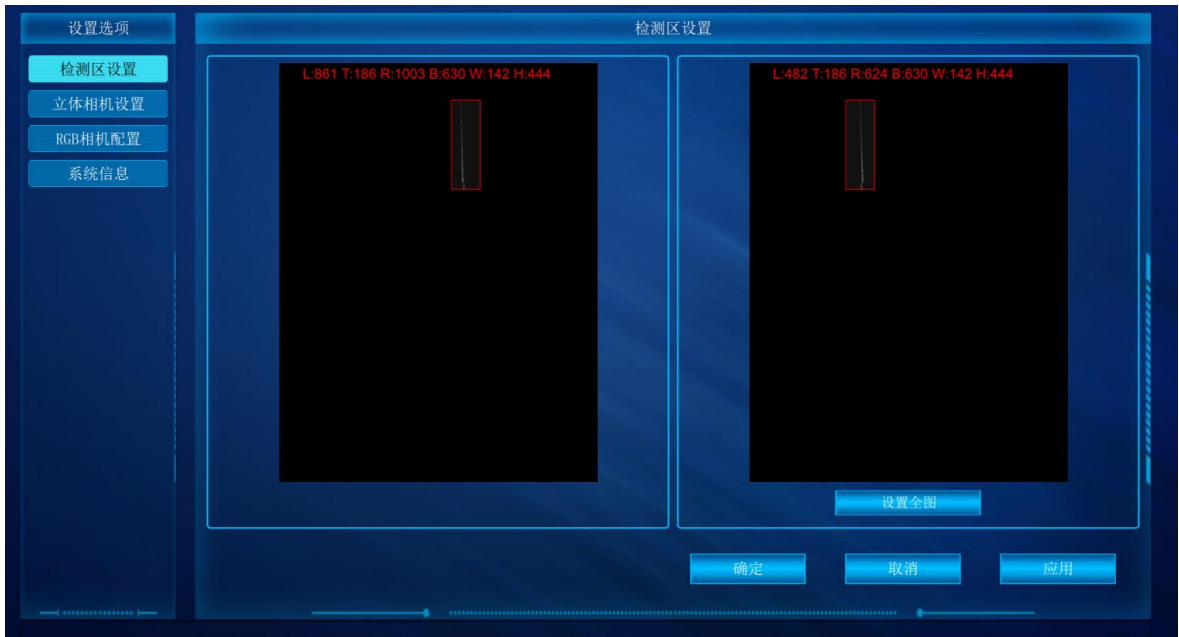 设置选项
检测区设置
立体相机设置
RGB相机配置
系统信息
检测区设置
L:861 T:186 R:1003 B:630 W:142 H:444
L:482 T:186 R:624 B:630 W:142 H:444
设置全图
确定
取消
应用